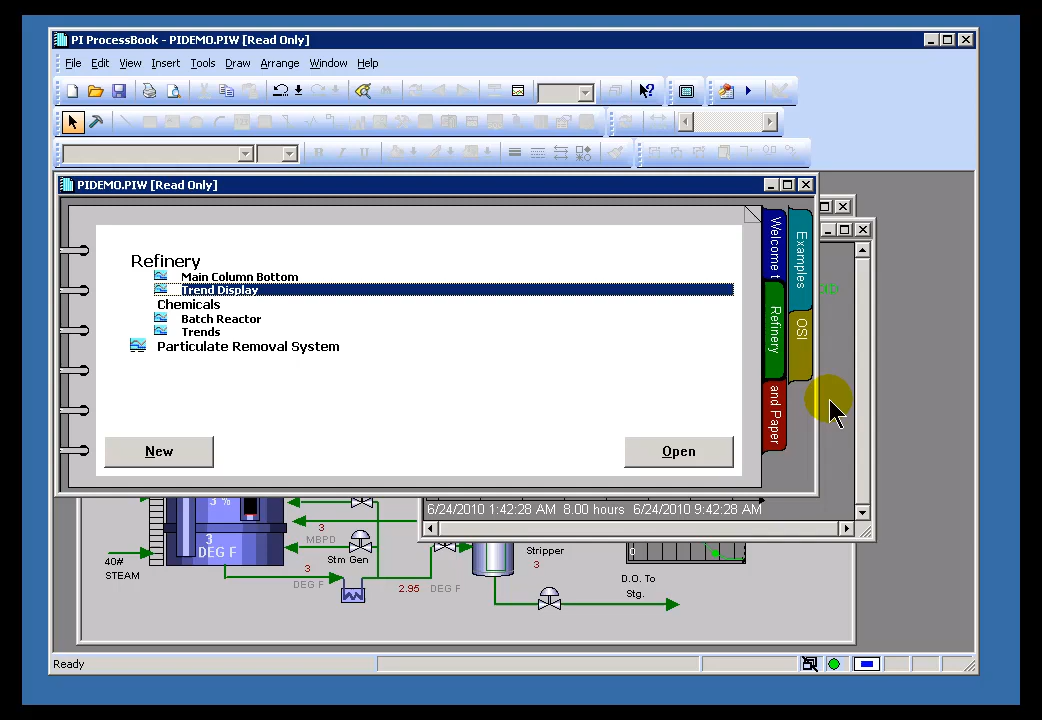 PI ProcessBook - PIDEMO.PIW [Read Only]
File Edit View Insert Tools Draw Arrange Window Help
B I U
PIDEMO.PIW [Read Only]
Refinery
Main Column Bottom
Trend Display
Chemicals
Batch Reactor
Trends
Particulate Removal System
New
Open
Welcome t
Refinery
and Paper
Examples
OSI
6/24/2010 1:42:28 AM 8.00 hours 6/24/2010 9:42:28 AM
3 %
3
DEG F
40#
STEAM
3
MBPD
Stm Gen
3
DEG F
2.95 DEG F
Stripper
3
0
D.O. To
Stg.
Ready